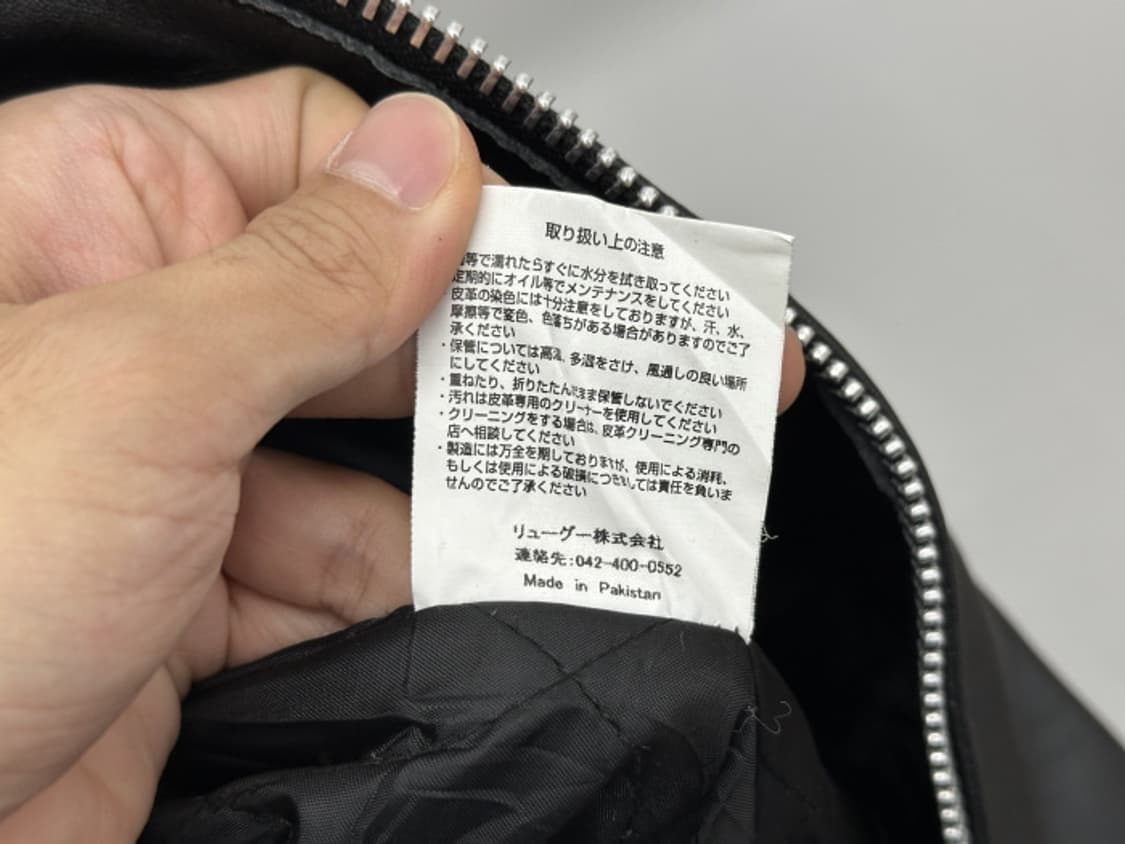 取り扱い上の注意
等で濡れたらすぐに水分を拭き取ってください
定期的にオイル等でメンテナンスをしてください
皮革の染色には十分注意をしておりますが、汗、水、
摩擦等で変色、色落ちがある場合がありますのでご了
承ください
・保管については高温、多湿をさけ、風通しの良い場所
にしてください
・重ねたり、折りたたんだまま保管しないでください
・汚れは皮革専用のクリーナーを使用してください
・クリーニングをする場合は、皮革クリーニング専門の
店へ相談してください
・製造には万全を期しておりますが、使用による消耗、
もしくは使用による破損につきましては責任を負いま
せんのでご了承ください
リューグー株式会社
連絡先:042-400-0552
Made in Pakistan